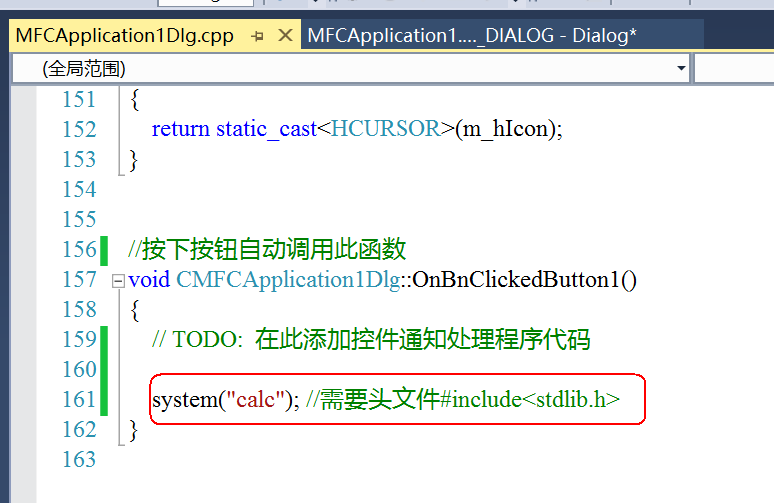 MFCApplication1Dlg.cpp MFCApplication1...._DIALOG - Dialog*
(全局范围)
151 {
152 return static_cast<HCURSOR>(m_hIcon);
153 }
154
155
156 //按下按钮自动调用此函数
157 void CMFCApplication1Dlg::OnBnClickedButton1()
158 {
159 // TODO: 在此添加控件通知处理程序代码
160
161 system("calc"); //需要头文件#include<stdlib.h>
162 }
163